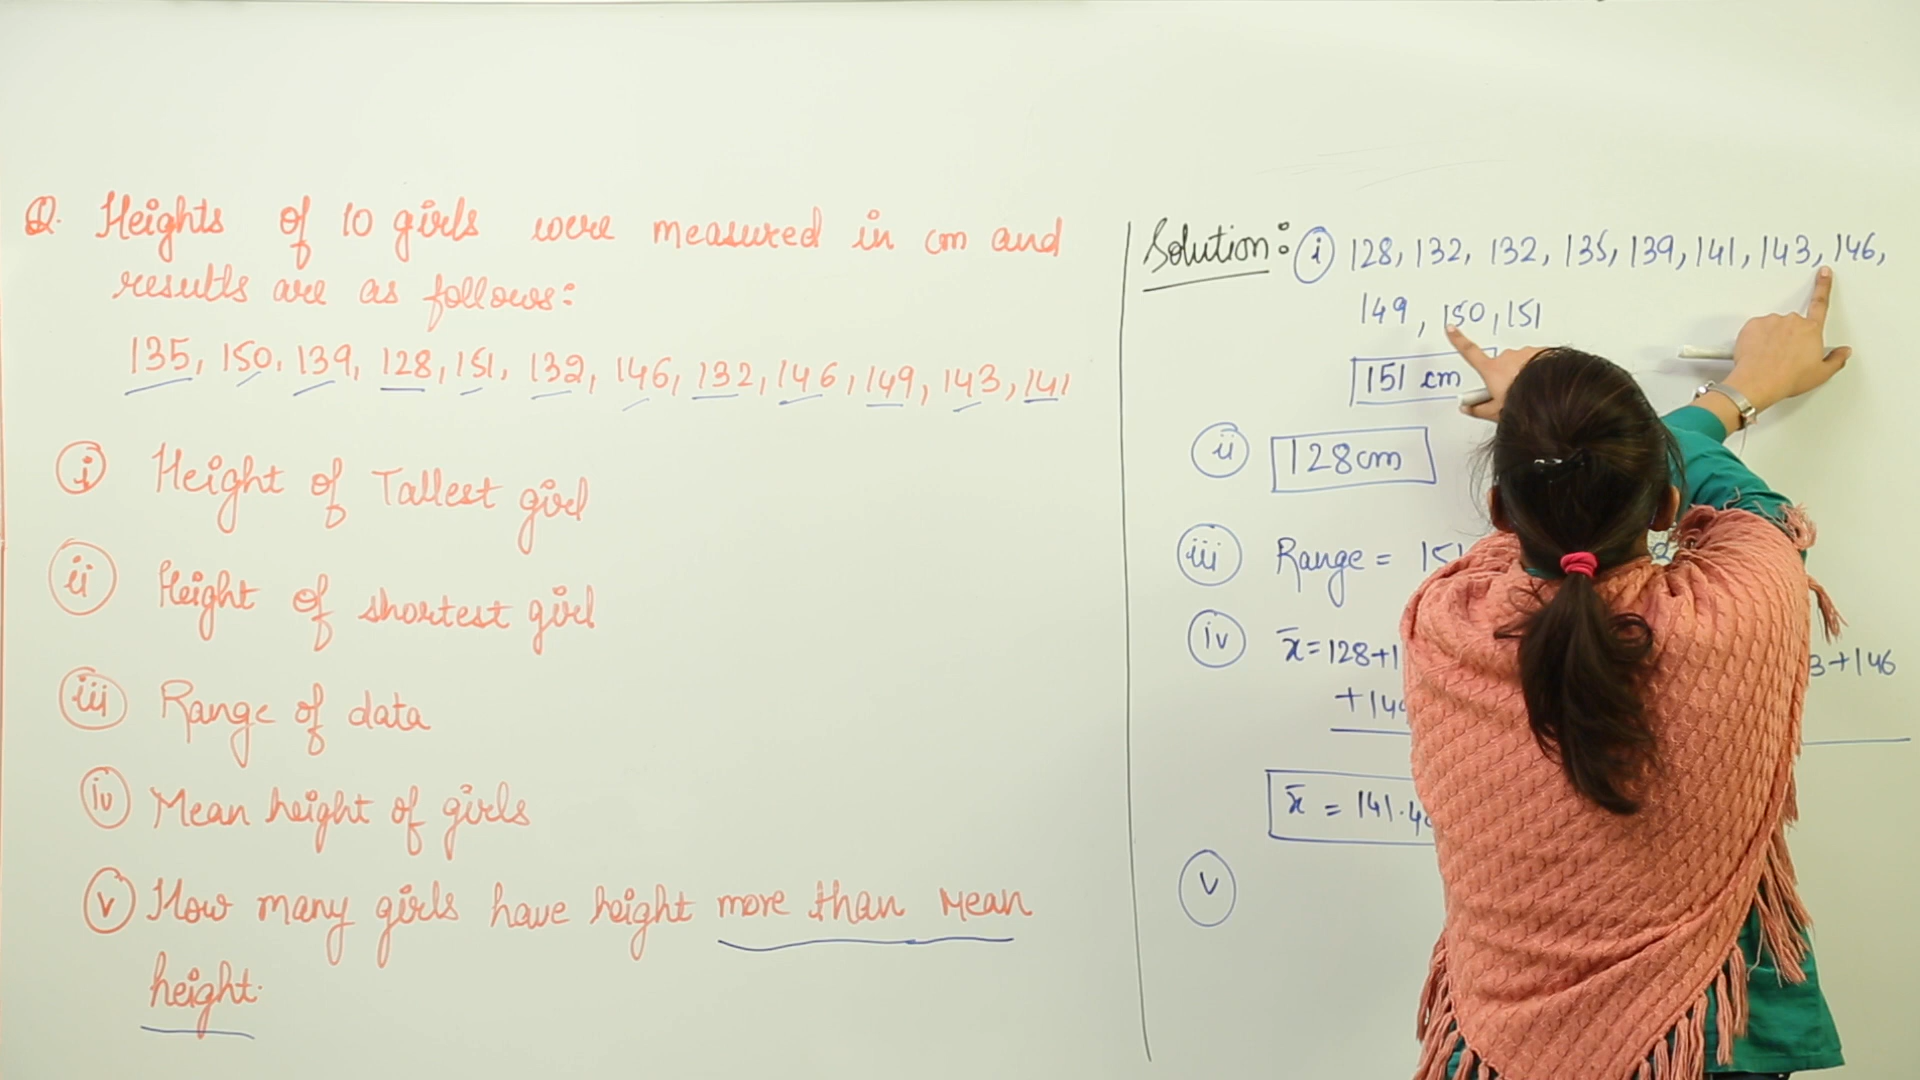 Q. Heights of 10 girls were measured in cm and
results are as follows:
135, 150, 139, 128, 151, 132, 146, 132, 146, 149, 143, 141
i Height of Tallest girl
ii Height of shortest girl
iii Range of data
iv Mean height of girls
v How many girls have height more than Mean
height.
Solution: i 128, 132, 132, 135, 139, 141, 143, 146,
149, 150, 151
151 cm
ii 128cm
iii Range = 151
iv x̄ = 128+1 3+146
+14
x̄ = 141.4
v